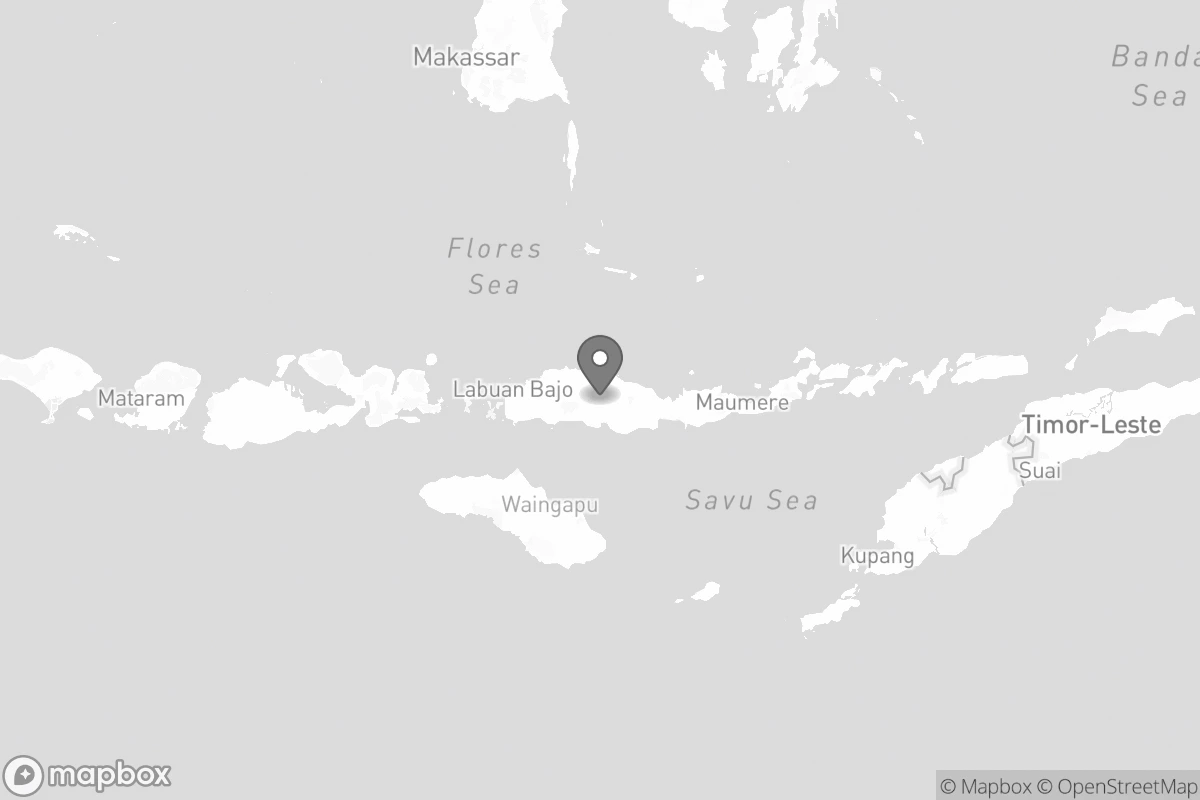 Makassar
Banda
Sea
Flores
Sea
Labuan Bajo
Mataram
Maumere
Timor-Leste
Suai
Waingapu
Savu Sea
Kupang
mapbox
© Mapbox © OpenStreetMap